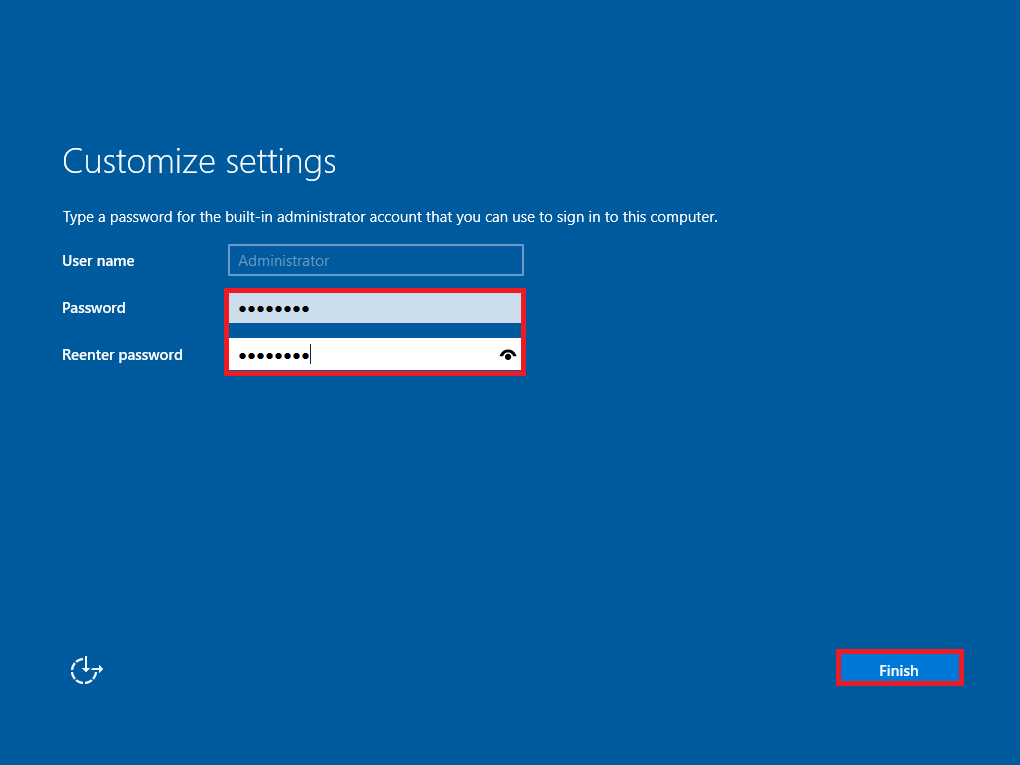 Customize settings
Type a password for the built-in administrator account that you can use to sign in to this computer.
User name Administrator
Password ●●●●●●●●
Reenter password ●●●●●●●●
Finish